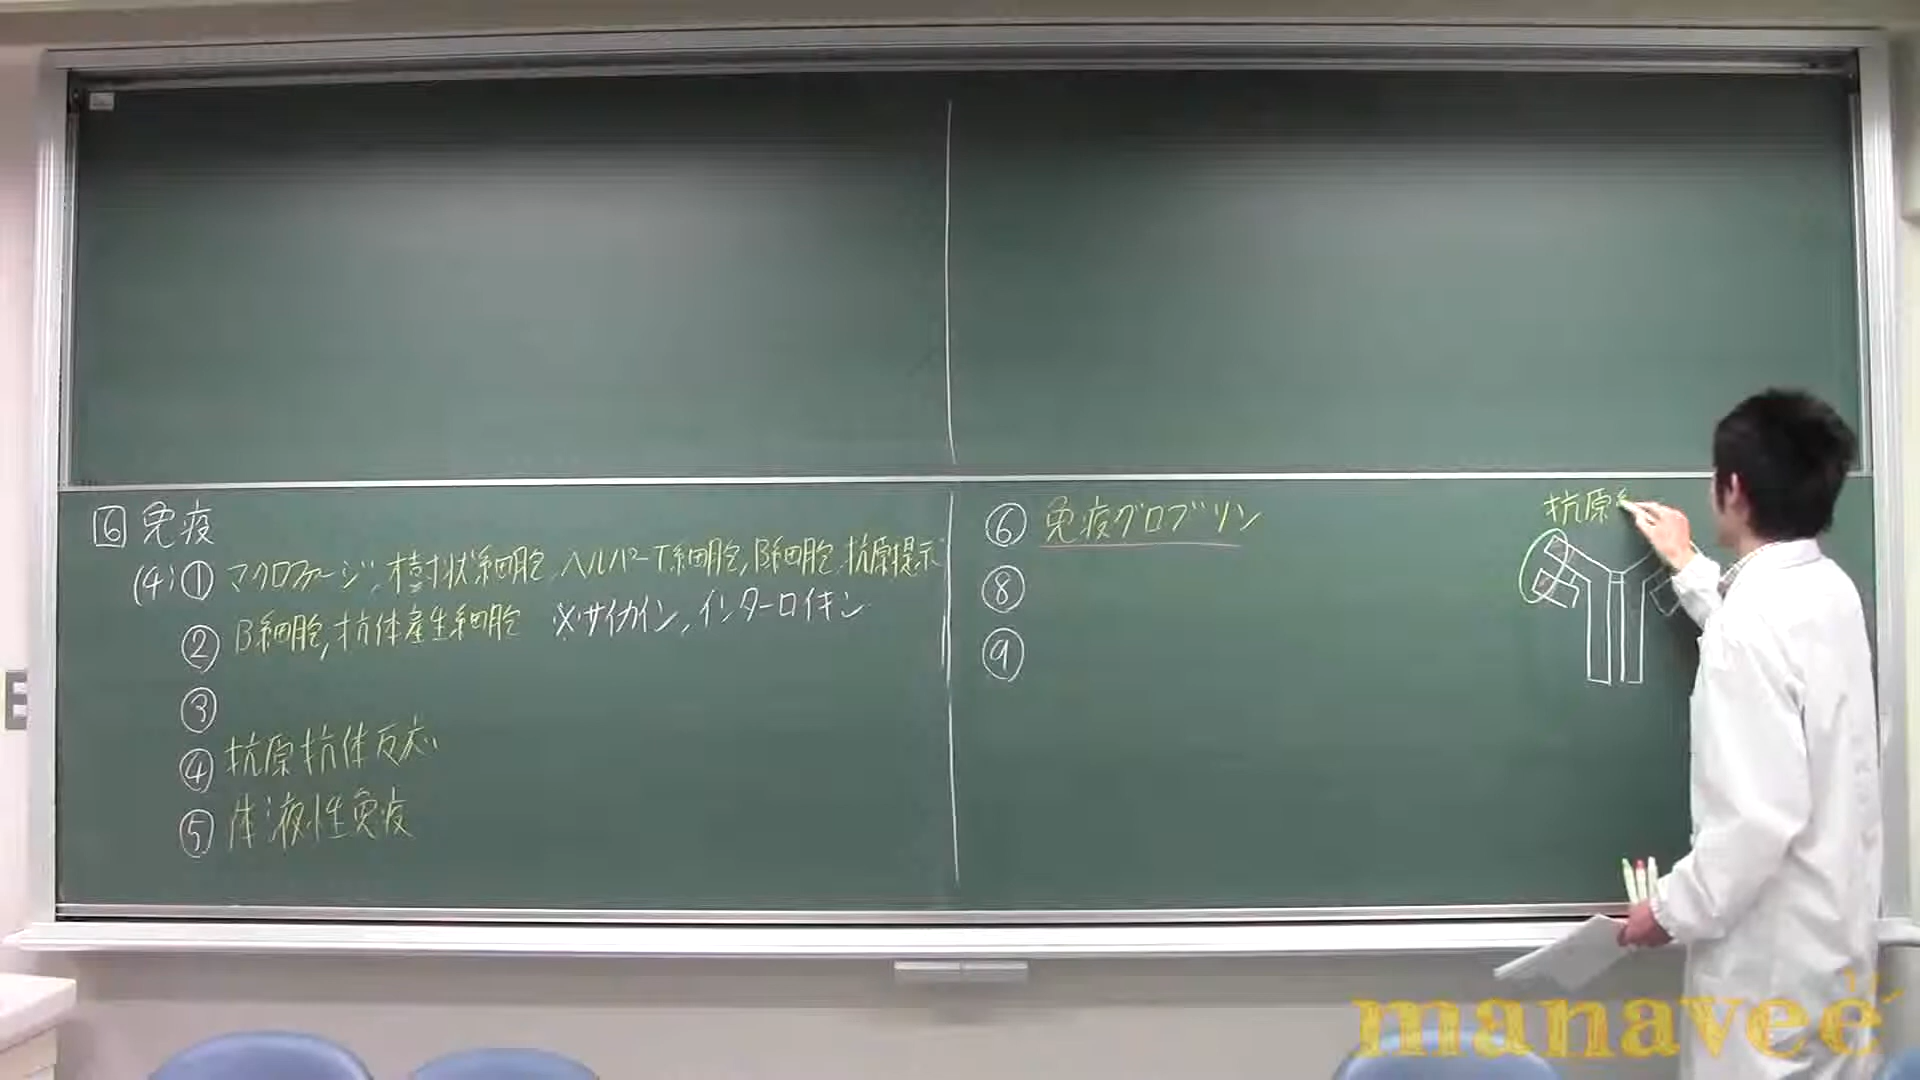 6 免疫
(4) ① マクロファージ, 樹状細胞, ヘルパーT細胞, B細胞, 抗原提示
② B細胞, 抗体産生細胞 ※サイカイン, インターロイキン
③
④ 抗原抗体反応
⑤ 体液性免疫
⑥ 免疫グロブリン
⑧
⑨
抗原
manavee